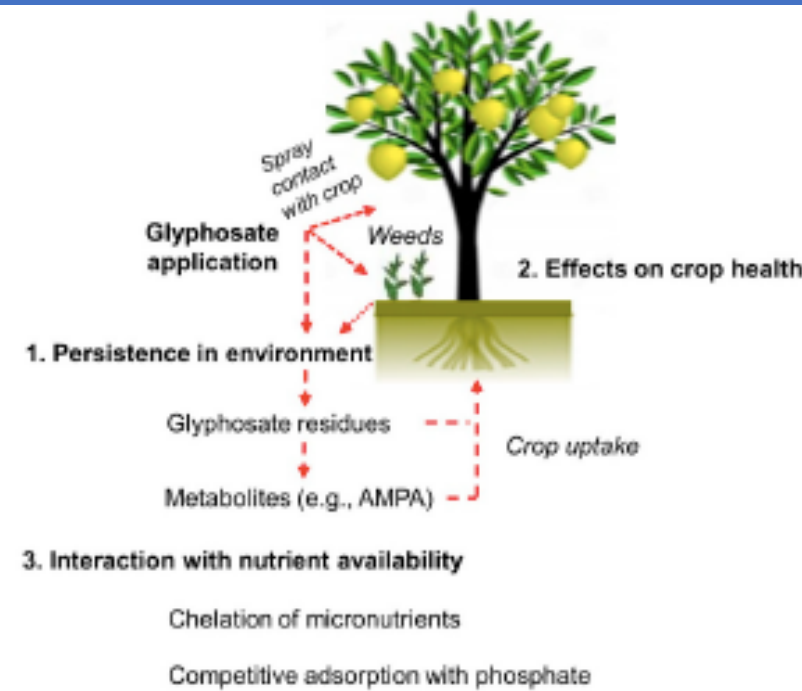 Spray
contact
with crop
Glyphosate
application
Weeds
2. Effects on crop health
1. Persistence in environment
Glyphosate residues
Crop uptake
Metabolites (e.g., AMPA)
3. Interaction with nutrient availability
Chelation of micronutrients
Competitive adsorption with phosphate